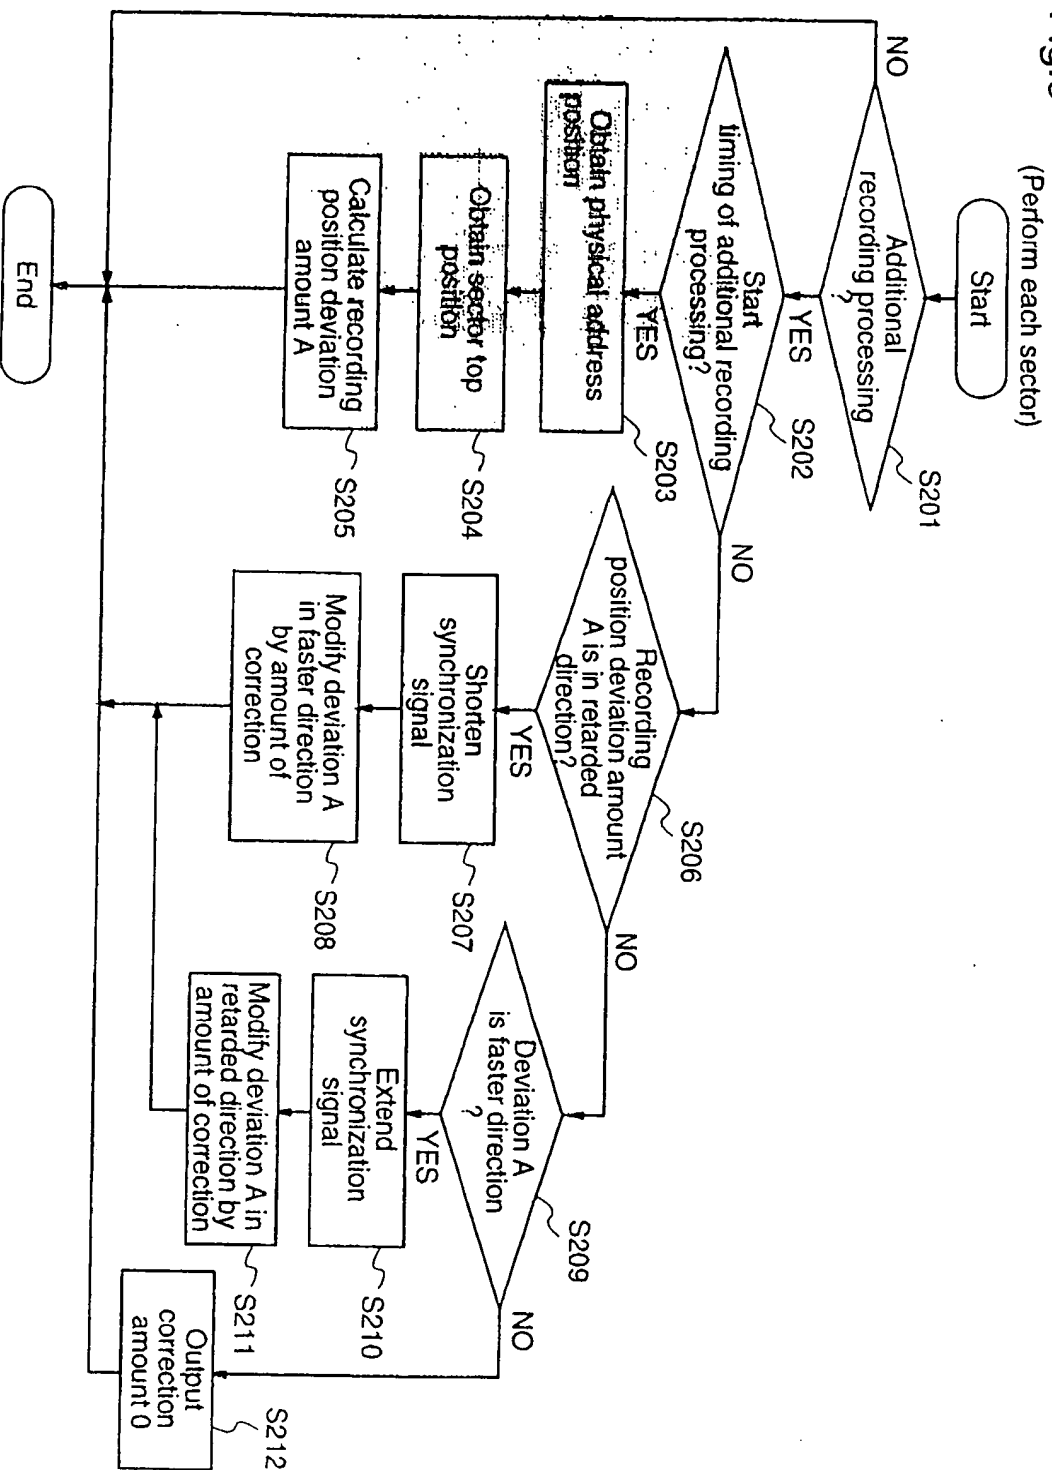 (Perform each sector)
Start
Additional
recording processing
?
S201
NO
YES
Start
timing of additional recording
processing?
S202
NO
YES
Obtain physical address
position
S203
Obtain sector top
position
S204
Calculate recording
position deviation
amount A
S205
Recording
position deviation amount
A is in retarded
direction?
S206
NO
YES
Shorten
synchronization
signal
S207
Modify deviation A
in faster direction
by amount of
correction
S208
Deviation A
is faster direction
?
S209
NO
YES
Extend
synchronization
signal
S210
Modify deviation A in
retarded direction by
amount of correction
S211
Output
correction
amount 0
S212
End